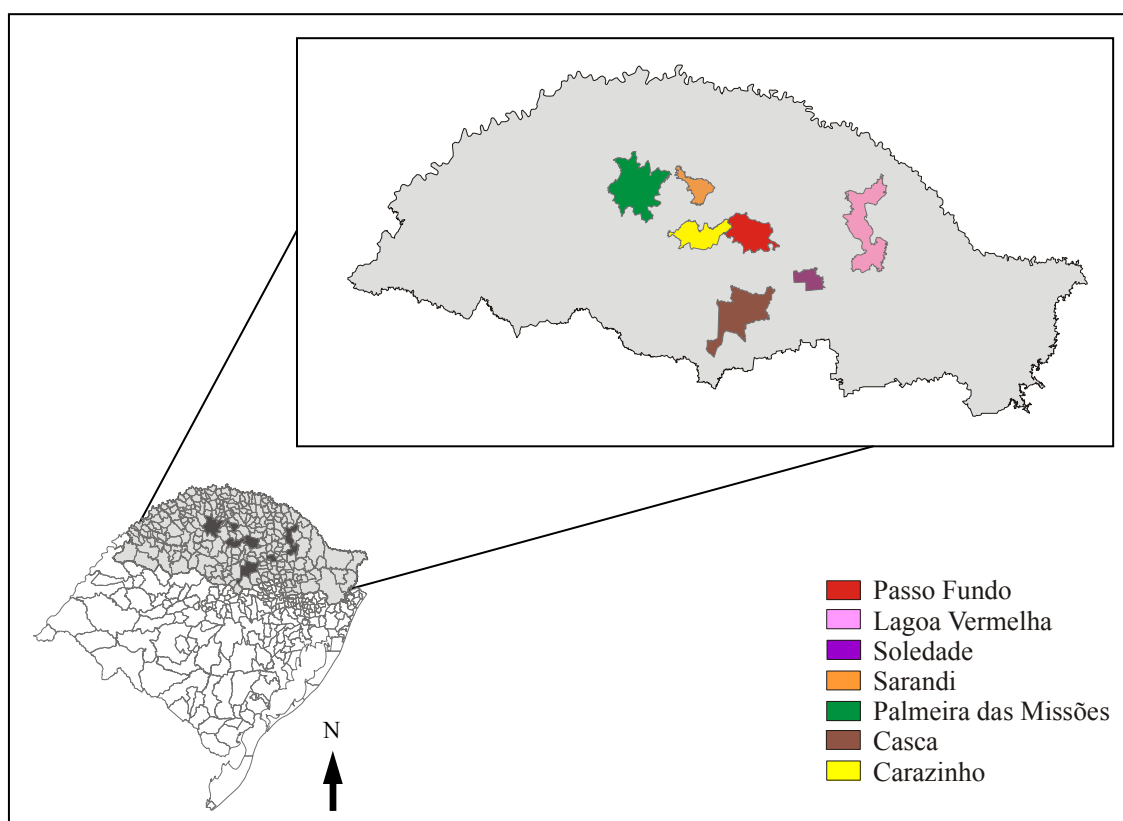 Passo Fundo
Lagoa Vermelha
Soledade
Sarandi
Palmeira das Missões
Casca
Carazinho
N